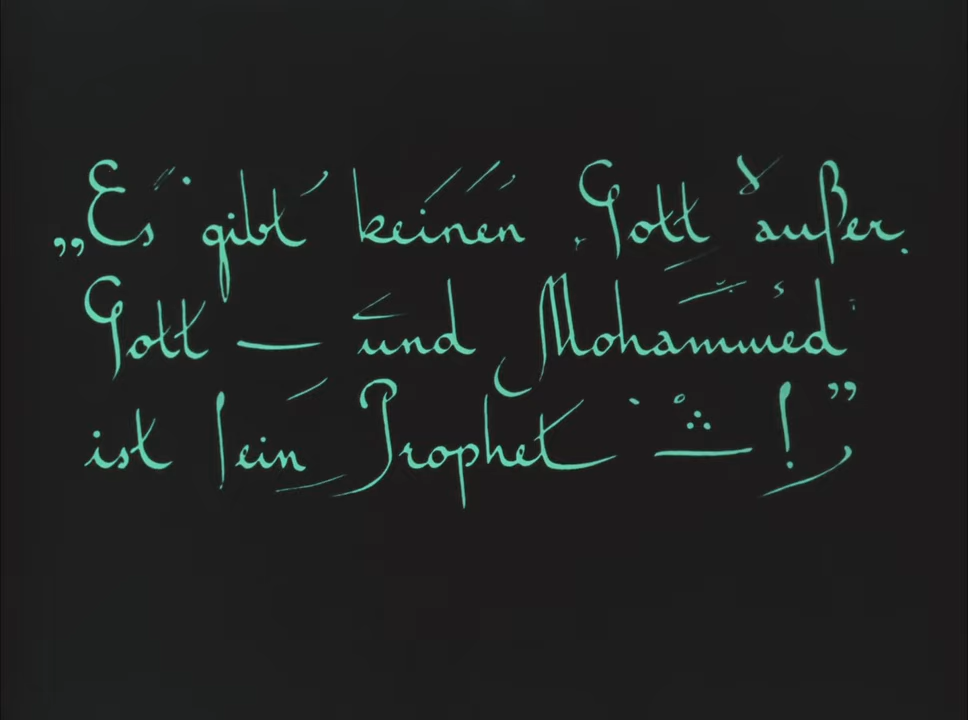 „Es gibt keinen Gott außer
Gott — und Mohammed
ist sein Prophet — !”